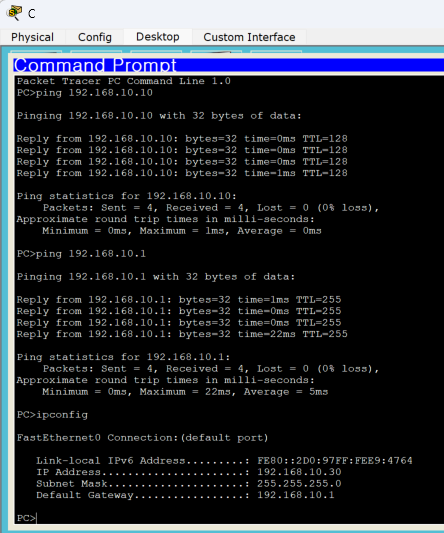 C
Physical Config Desktop Custom Interface
Command Prompt
Packet Tracer PC Command Line 1.0
PC>ping 192.168.10.10
Pinging 192.168.10.10 with 32 bytes of data:
Reply from 192.168.10.10: bytes=32 time=0ms TTL=128
Reply from 192.168.10.10: bytes=32 time=0ms TTL=128
Reply from 192.168.10.10: bytes=32 time=0ms TTL=128
Reply from 192.168.10.10: bytes=32 time=1ms TTL=128
Ping statistics for 192.168.10.10:
Packets: Sent = 4, Received = 4, Lost = 0 (0% loss),
Approximate round trip times in milli-seconds:
Minimum = 0ms, Maximum = 1ms, Average = 0ms
PC>ping 192.168.10.1
Pinging 192.168.10.1 with 32 bytes of data:
Reply from 192.168.10.1: bytes=32 time=1ms TTL=255
Reply from 192.168.10.1: bytes=32 time=0ms TTL=255
Reply from 192.168.10.1: bytes=32 time=0ms TTL=255
Reply from 192.168.10.1: bytes=32 time=22ms TTL=255
Ping statistics for 192.168.10.1:
Packets: Sent = 4, Received = 4, Lost = 0 (0% loss),
Approximate round trip times in milli-seconds:
Minimum = 0ms, Maximum = 22ms, Average = 5ms
PC>ipconfig
FastEthernet0 Connection:(default port)
Link-local IPv6 Address.........: FE80::2D0:97FF:FEE9:4764
IP Address......................: 192.168.10.30
Subnet Mask.....................: 255.255.255.0
Default Gateway.................: 192.168.10.1
PC>